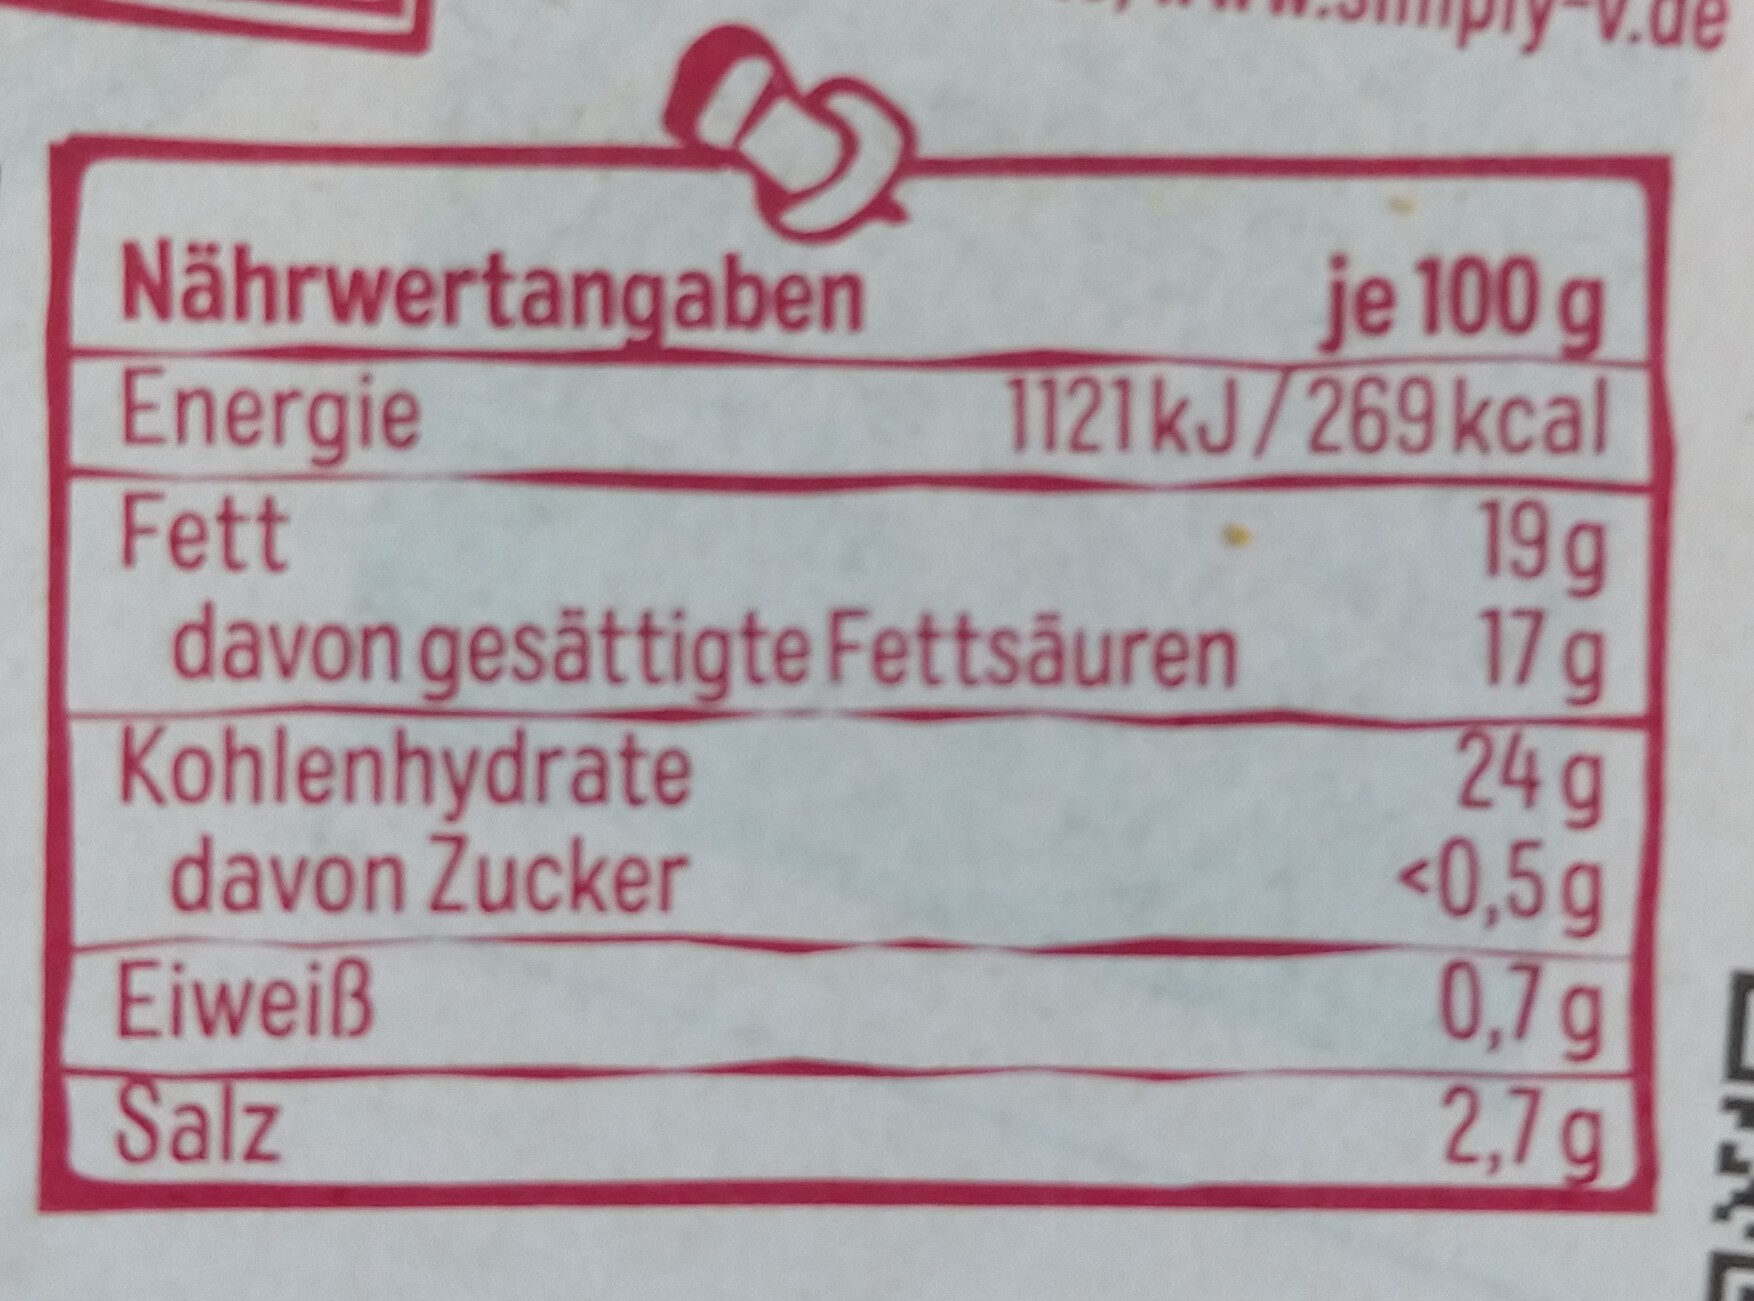 simply-v.de
Nährwertangaben je 100 g
Energie 1121 kJ / 269 kcal
Fett 19 g
davon gesättigte Fettsäuren 17 g
Kohlenhydrate 24 g
davon Zucker <0,5 g
Eiweiß 0,7 g
Salz 2,7 g